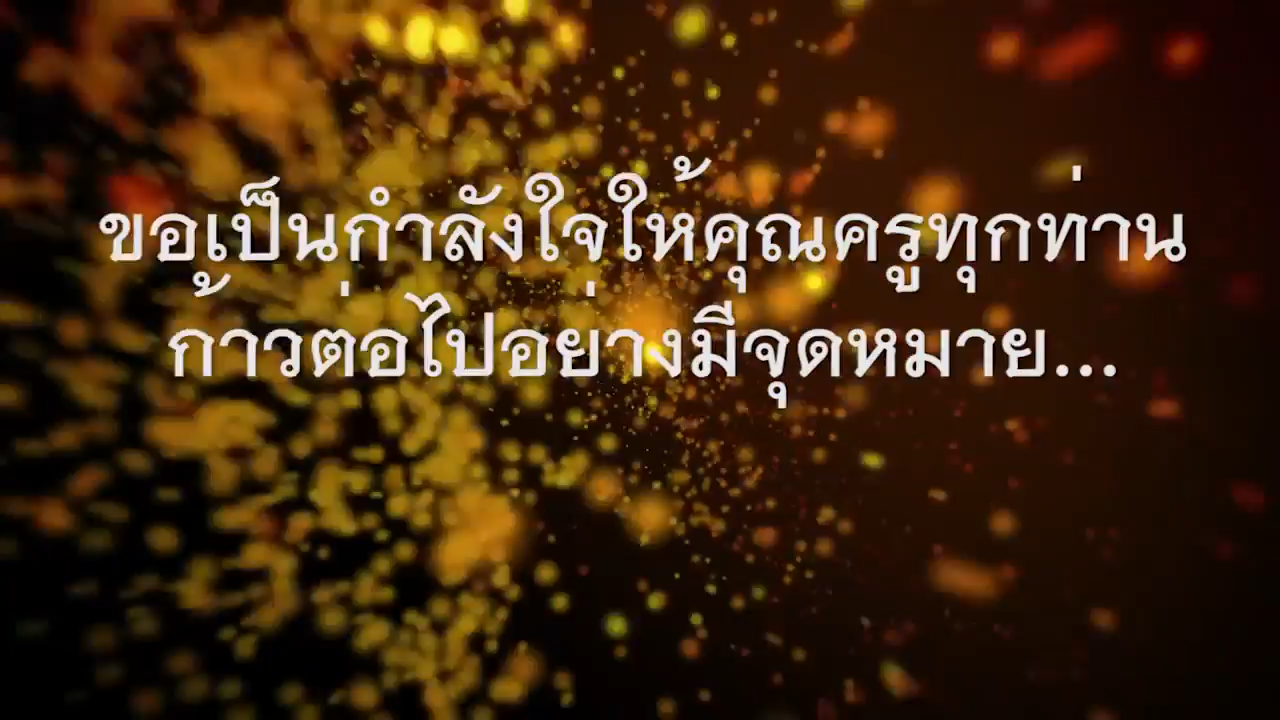 ขอเป็นกำลังใจให้คุณครูทุกท่าน
ก้าวต่อไปอย่างมีจุดหมาย...